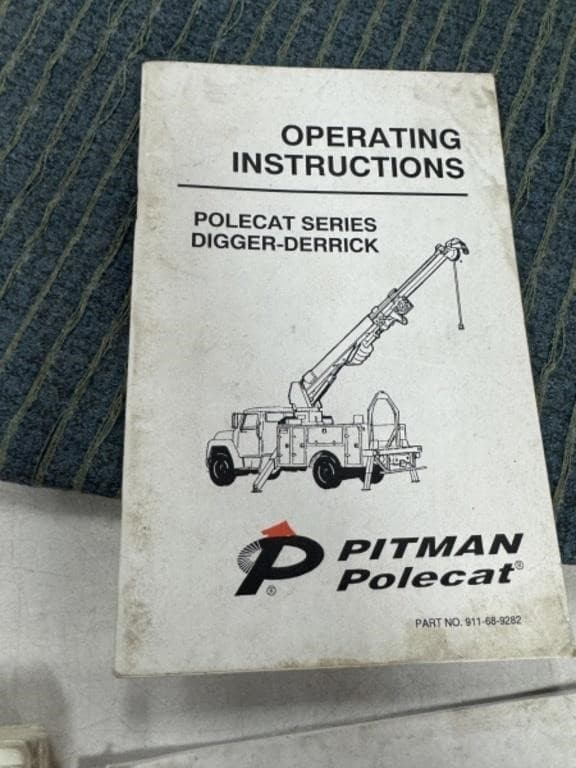 OPERATING
INSTRUCTIONS
POLECAT SERIES
DIGGER-DERRICK
P
®
PITMAN
Polecat®
PART NO. 911-68-9282